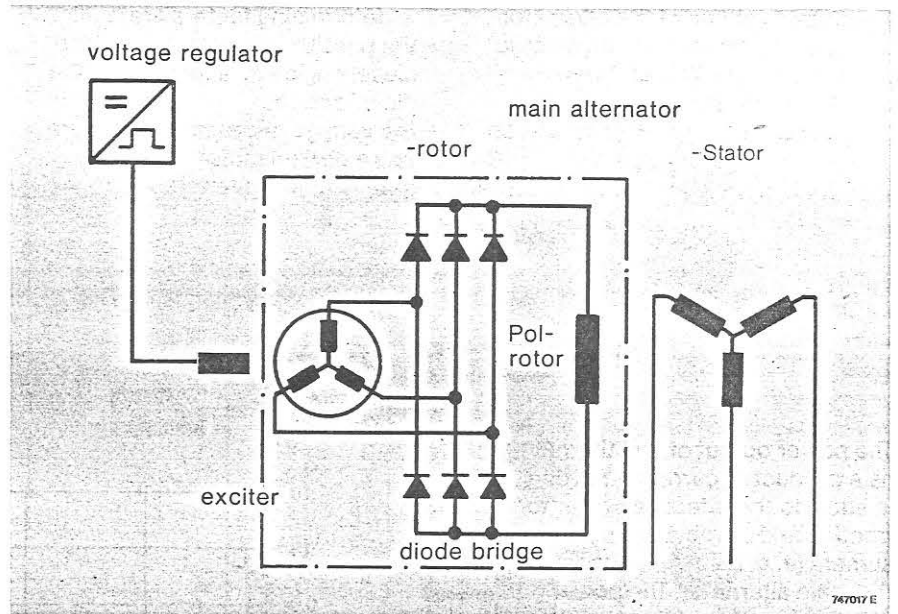 voltage regulator
main alternator
-rotor
-Stator
Pol-
rotor
exciter
diode bridge
747017 E